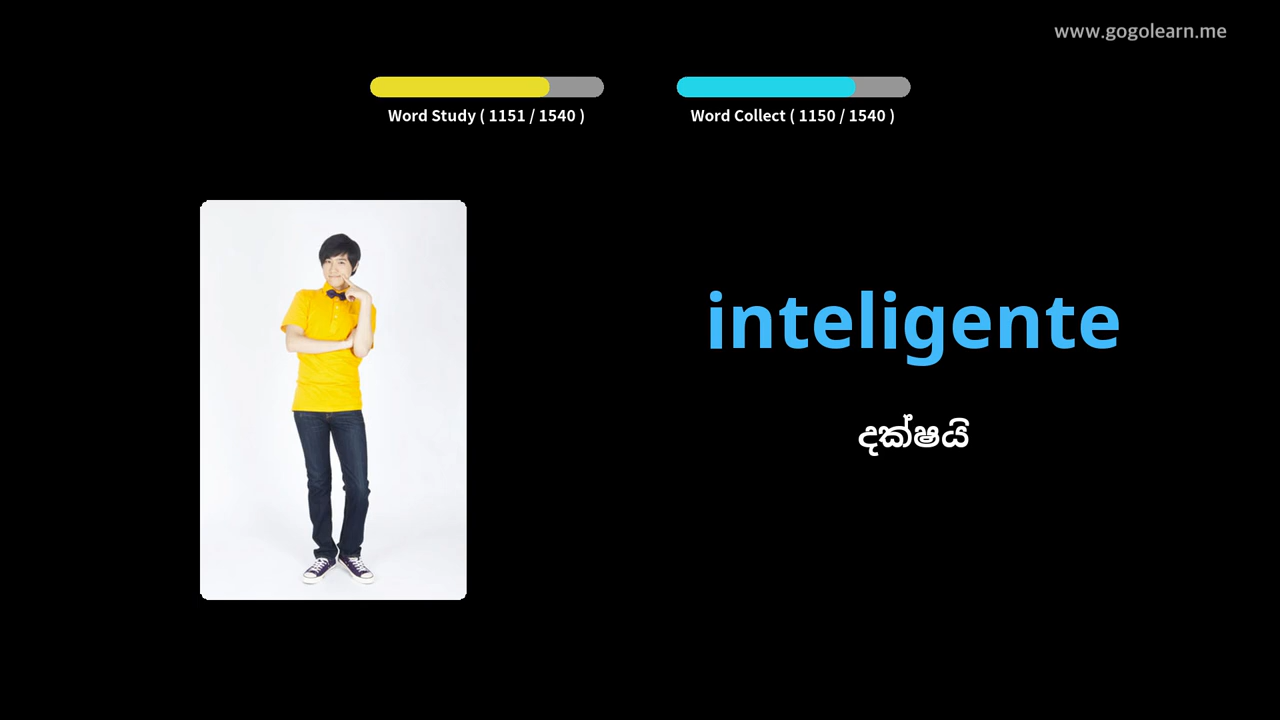 www.gogolearn.me
Word Study ( 1151 / 1540 )
Word Collect ( 1150 / 1540 )
inteligente
දක්ෂයි